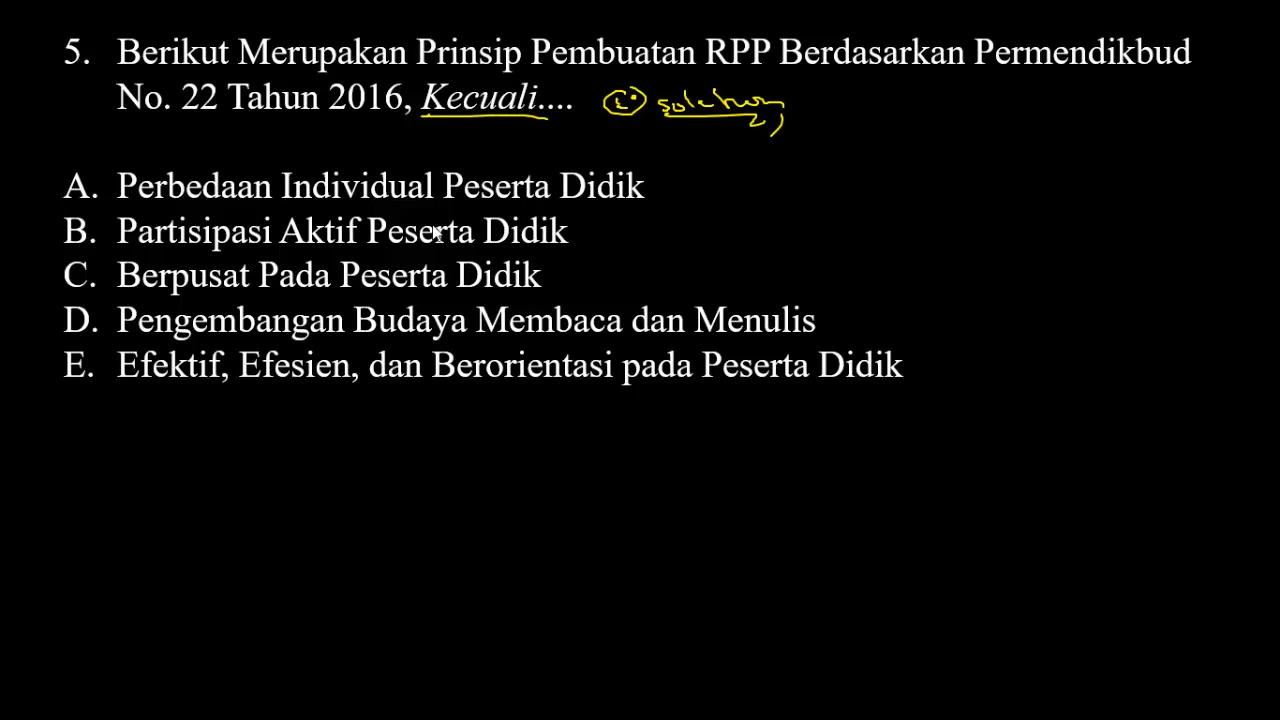 5. Berikut Merupakan Prinsip Pembuatan RPP Berdasarkan Permendikbud
No. 22 Tahun 2016, Kecuali....
A. Perbedaan Individual Peserta Didik
B. Partisipasi Aktif Peserta Didik
C. Berpusat Pada Peserta Didik
D. Pengembangan Budaya Membaca dan Menulis
E. Efektif, Efesien, dan Berorientasi pada Peserta Didik